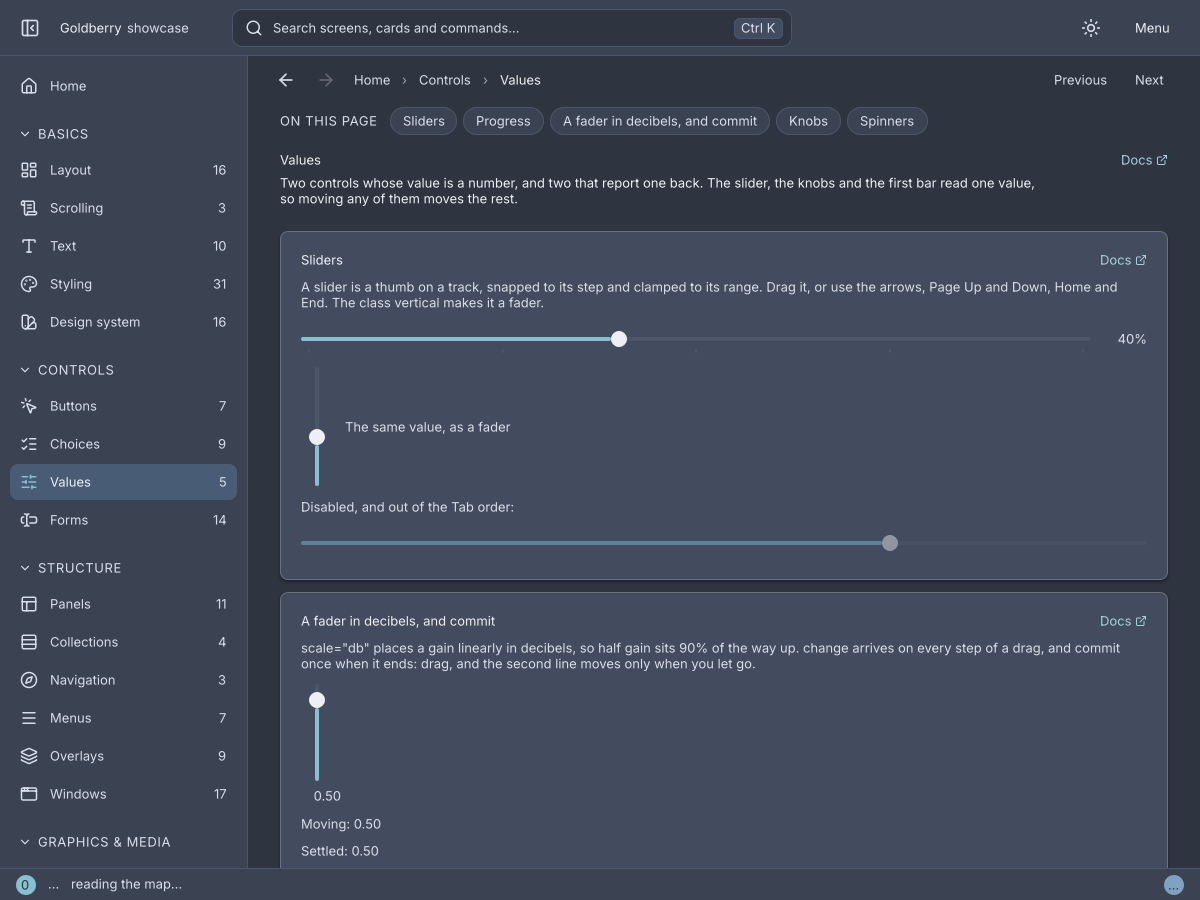 Goldberry showcase
Search screens, cards and commands...
Ctrl K
Menu
Home
BASICS
Layout 16
Scrolling 3
Text 10
Styling 31
Design system 16
CONTROLS
Buttons 7
Choices 9
Values 5
Forms 14
STRUCTURE
Panels 11
Collections 4
Navigation 3
Menus 7
Overlays 9
Windows 17
GRAPHICS & MEDIA
Home › Controls › Values
Previous Next
ON THIS PAGE Sliders Progress A fader in decibels, and commit Knobs Spinners
Values Docs
Two controls whose value is a number, and two that report one back. The slider, the knobs and the first bar read one value,
so moving any of them moves the rest.
Sliders Docs
A slider is a thumb on a track, snapped to its step and clamped to its range. Drag it, or use the arrows, Page Up and Down, Home and
End. The class vertical makes it a fader.
40%
The same value, as a fader
Disabled, and out of the Tab order:
A fader in decibels, and commit Docs
scale="db" places a gain linearly in decibels, so half gain sits 90% of the way up. change arrives on every step of a drag, and commit
once when it ends: drag, and the second line moves only when you let go.
0.50
Moving: 0.50
Settled: 0.50
0 ... reading the map... ...